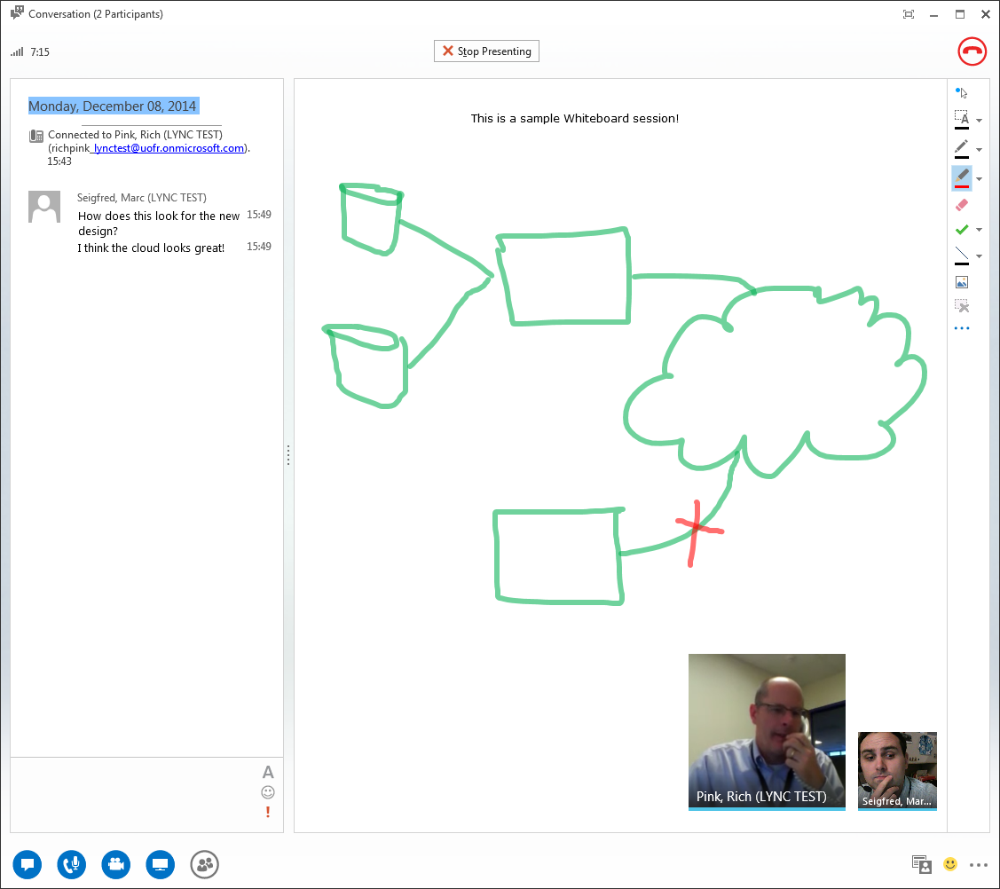 Conversation (2 Participants)
7:15
Stop Presenting
Monday, December 08, 2014
Connected to Pink, Rich (LYNC TEST)
(richpink_lynctest@uofr.onmicrosoft.com).
15:43
Seigfred, Marc (LYNC TEST)
How does this look for the new 15:49
design?
I think the cloud looks great! 15:49
A
!
This is a sample Whiteboard session!
A
Pink, Rich (LYNC TEST)
Seigfred, Mar...